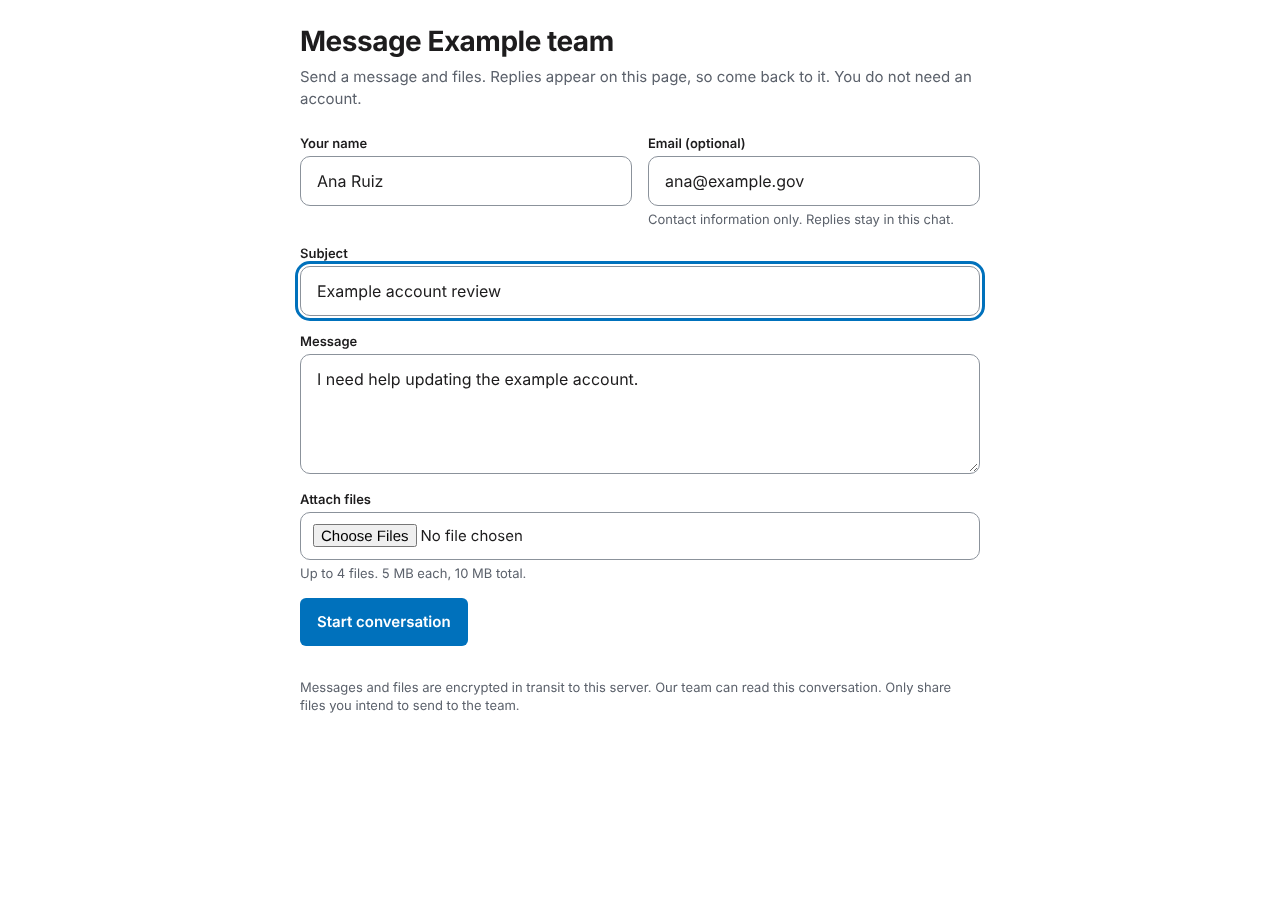 Message Example team
Send a message and files. Replies appear on this page, so come back to it. You do not need an
account.
Your name
Email (optional)
Ana Ruiz
ana@example.gov
Contact information only. Replies stay in this chat.
Subject
Example account review
Message
I need help updating the example account.
Attach files
Choose Files No file chosen
Up to 4 files. 5 MB each, 10 MB total.
Start conversation
Messages and files are encrypted in transit to this server. Our team can read this conversation. Only share
files you intend to send to the team.